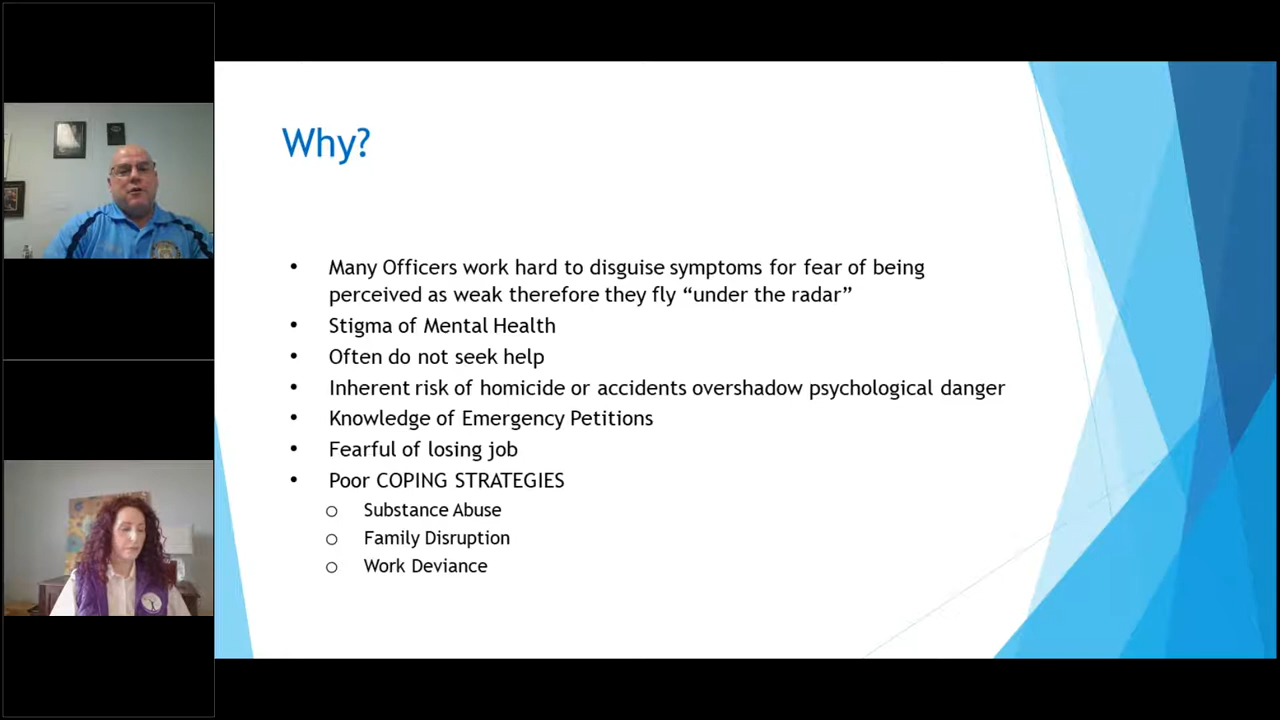 Why?
• Many Officers work hard to disguise symptoms for fear of being
perceived as weak therefore they fly “under the radar”
• Stigma of Mental Health
• Often do not seek help
• Inherent risk of homicide or accidents overshadow psychological danger
• Knowledge of Emergency Petitions
• Fearful of losing job
• Poor COPING STRATEGIES
o Substance Abuse
o Family Disruption
o Work Deviance